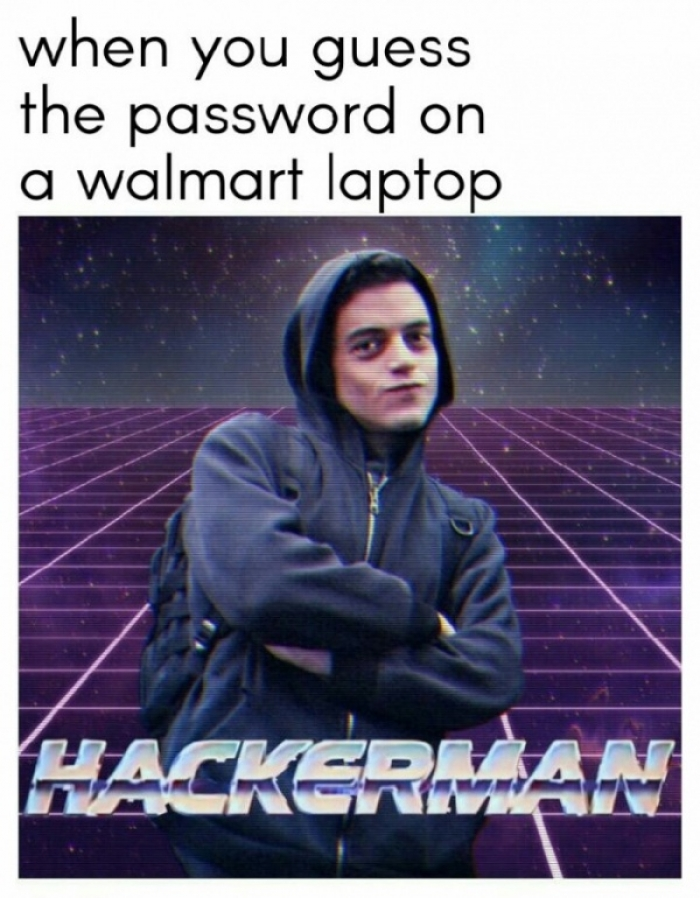 when you guess
the password on
a walmart laptop
HACKERMAN